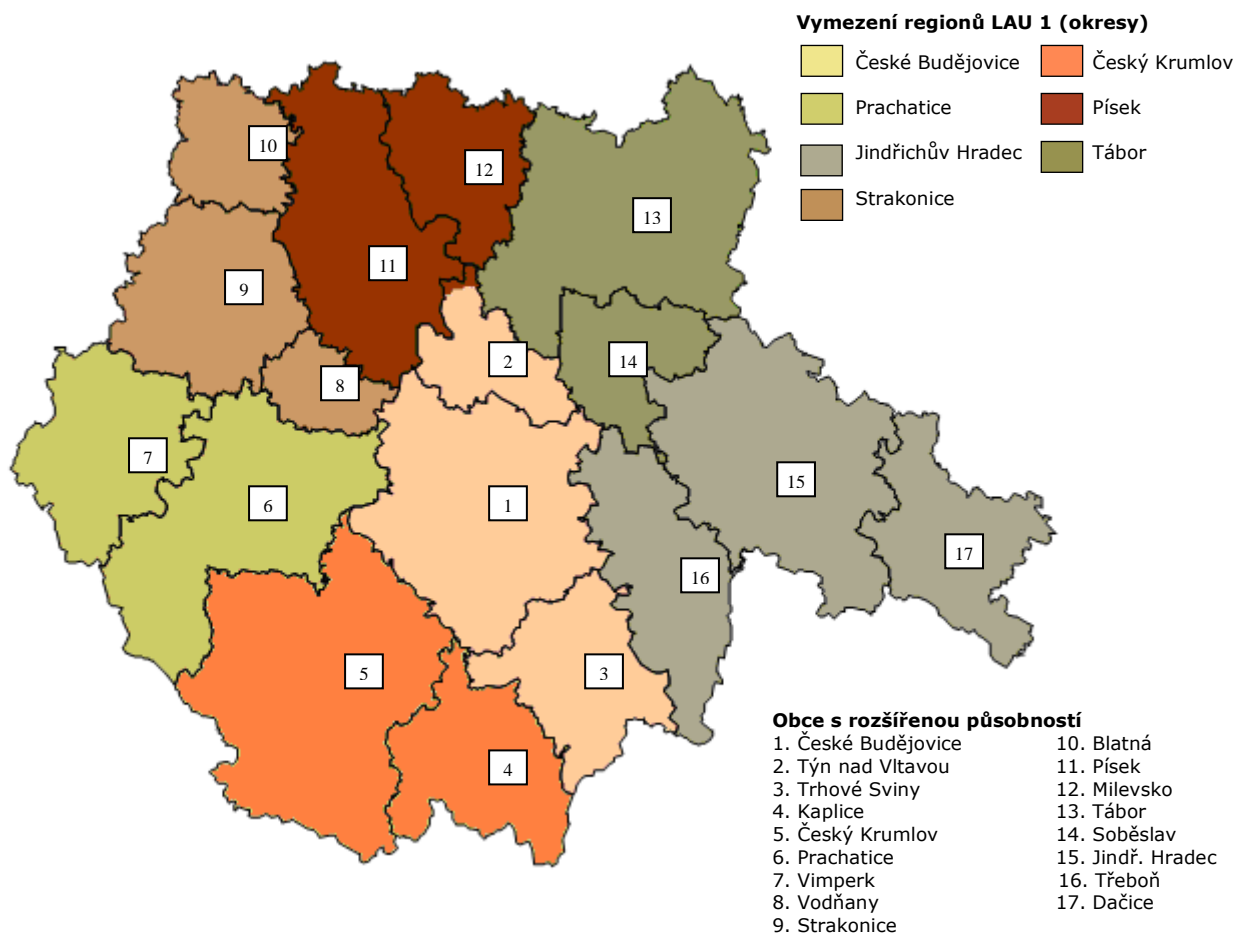 Vymezení regionů LAU 1 (okresy)
České Budějovice
Český Krumlov
Prachatice
Písek
Jindřichův Hradec
Tábor
Strakonice
10
12
13
11
9
2
14
8
7
15
6
1
17
16
5
3
4
Obce s rozšířenou působností
1. České Budějovice
2. Týn nad Vltavou
3. Trhové Sviny
4. Kaplice
5. Český Krumlov
6. Prachatice
7. Vimperk
8. Vodňany
9. Strakonice
10. Blatná
11. Písek
12. Milevsko
13. Tábor
14. Soběslav
15. Jindř. Hradec
16. Třeboň
17. Dačice